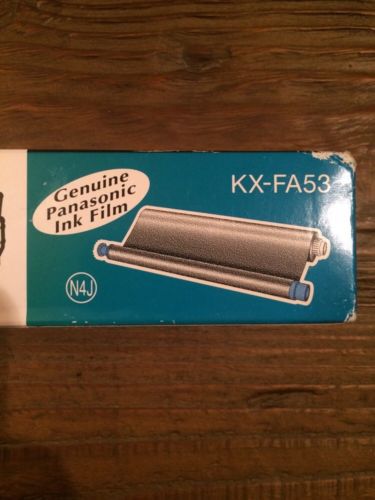 Genuine
Panasonic
Ink Film
KX-FA53
N4J